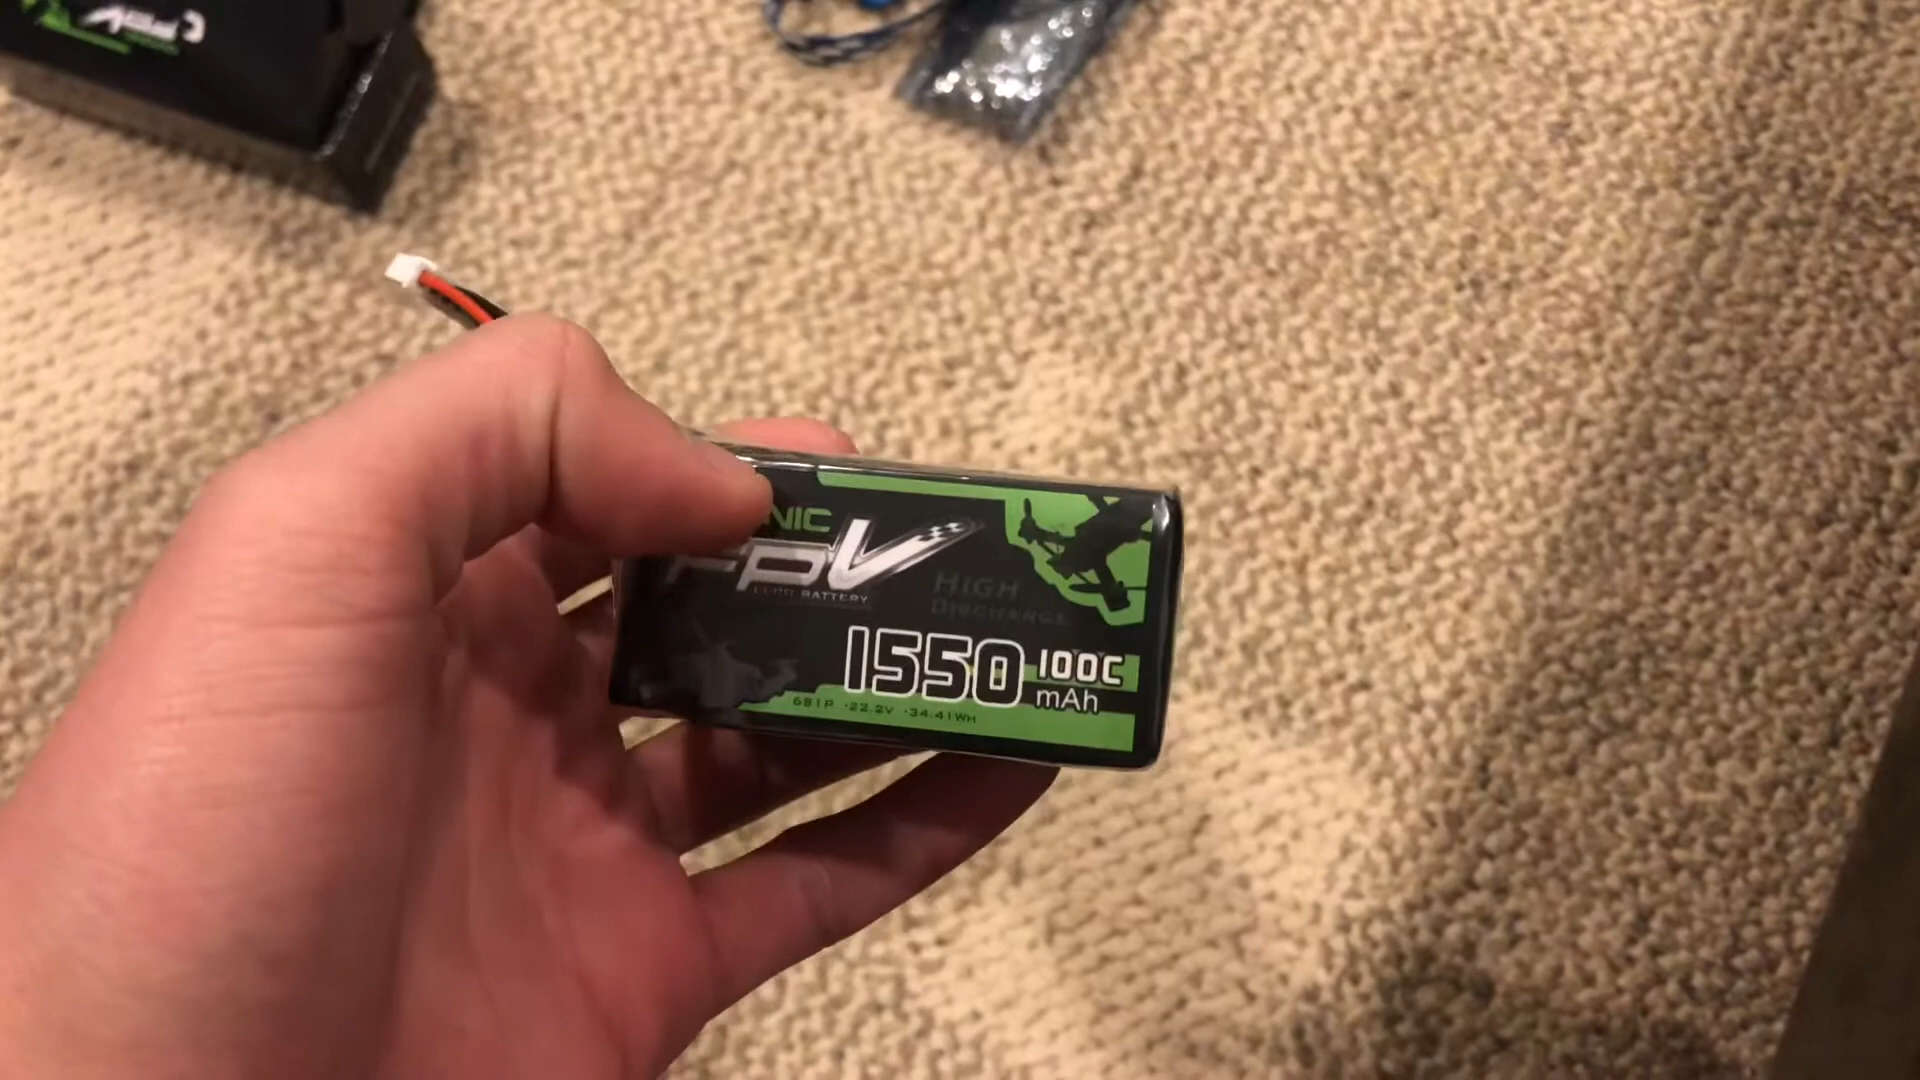 NIC
FPV
LIPO BATTERY
HIGH
DISCHARGE
1550 100C
mAh
6S1P ·22.2V ·34.41WH